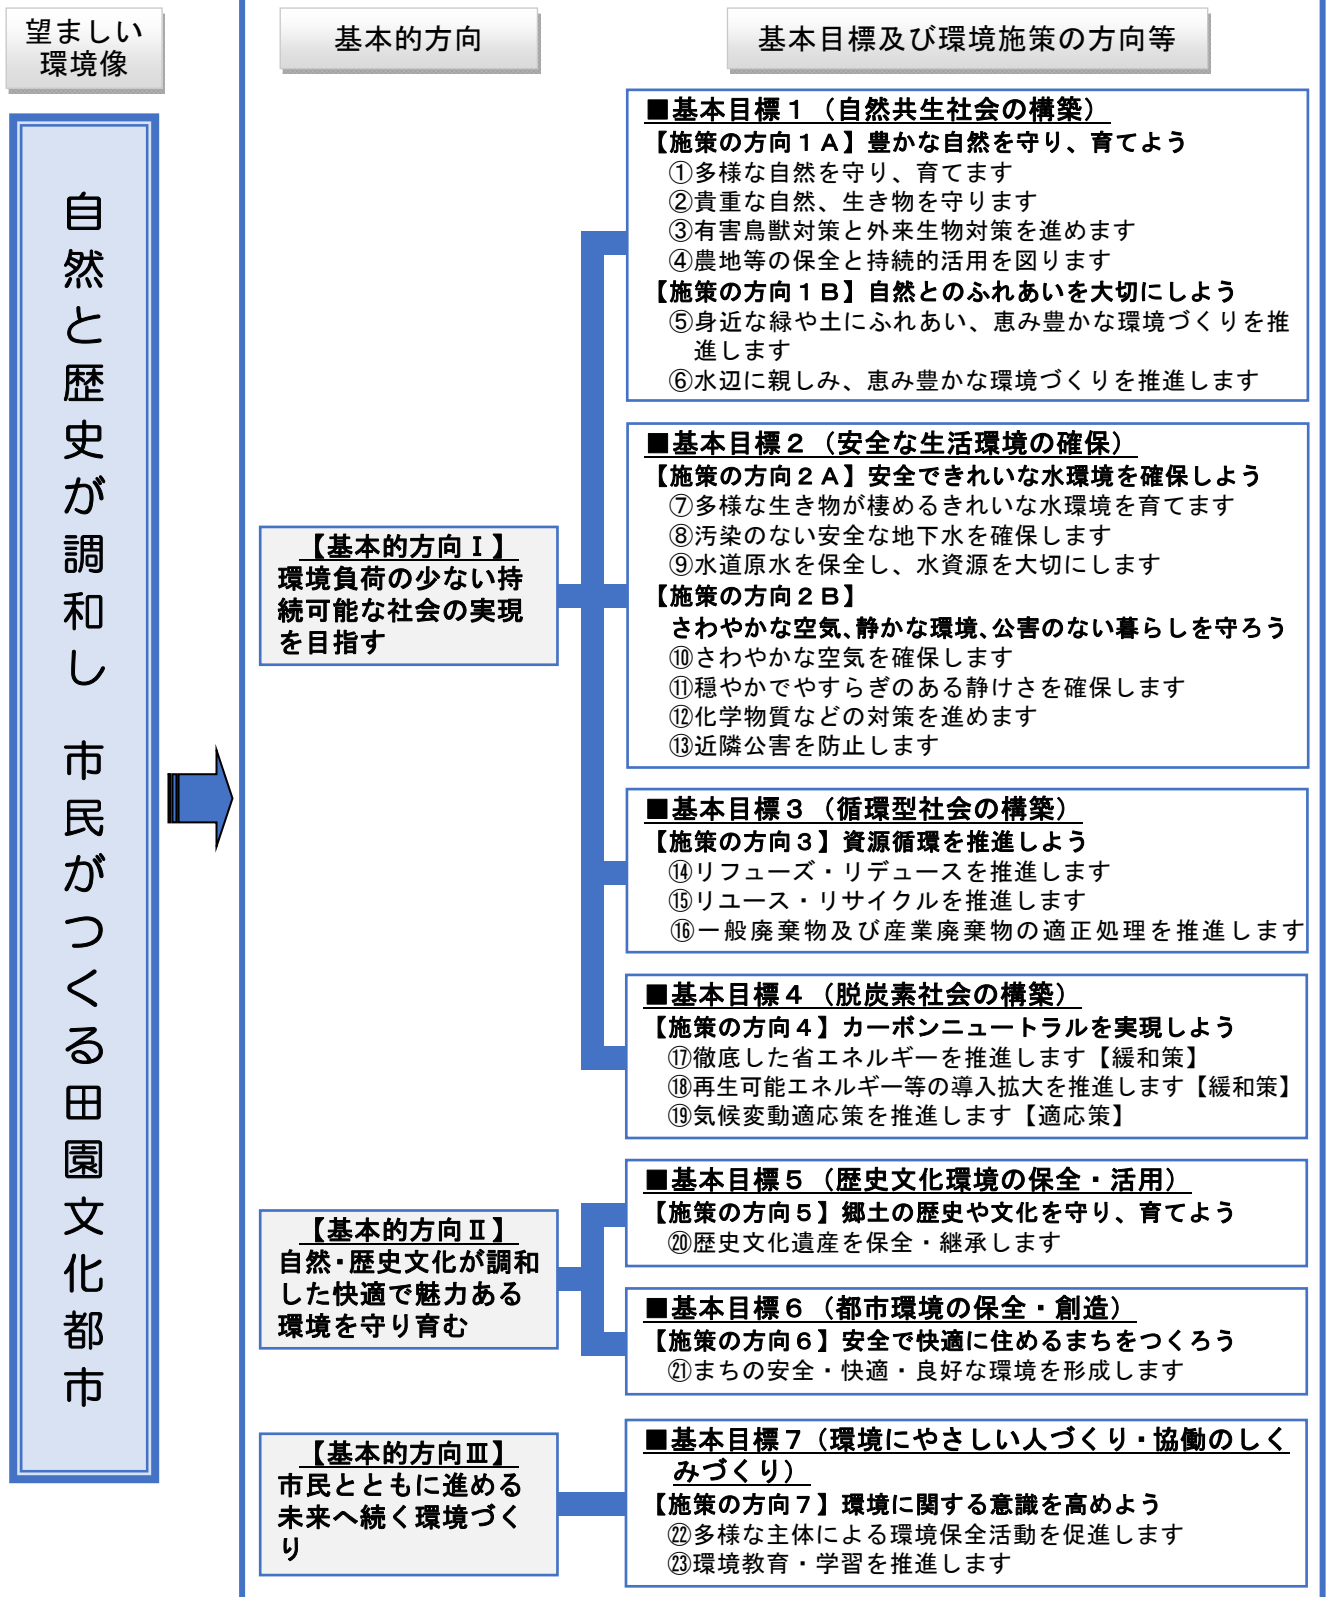 望ましい
環境像
自然と歴史が調和し 市民がつくる田園文化都市
基本的方向
基本目標及び環境施策の方向等
【基本的方向Ⅰ】
環境負荷の少ない持
続可能な社会の実現
を目指す
■基本目標１（自然共生社会の構築）
【施策の方向１Ａ】豊かな自然を守り、育てよう
①多様な自然を守り、育てます
②貴重な自然、生き物を守ります
③有害鳥獣対策と外来生物対策を進めます
④農地等の保全と持続的活用を図ります
【施策の方向１Ｂ】自然とのふれあいを大切にしよう
⑤身近な緑や土にふれあい、恵み豊かな環境づくりを推
進します
⑥水辺に親しみ、恵み豊かな環境づくりを推進します
■基本目標２（安全な生活環境の確保）
【施策の方向２Ａ】安全できれいな水環境を確保しよう
⑦多様な生き物が棲めるきれいな水環境を育てます
⑧汚染のない安全な地下水を確保します
⑨水道原水を保全し、水資源を大切にします
【施策の方向２Ｂ】
さわやかな空気、静かな環境、公害のない暮らしを守ろう
⑩さわやかな空気を確保します
⑪穏やかでやすらぎのある静けさを確保します
⑫化学物質などの対策を進めます
⑬近隣公害を防止します
■基本目標３（循環型社会の構築）
【施策の方向３】資源循環を推進しよう
⑭リフューズ・リデュースを推進します
⑮リユース・リサイクルを推進します
⑯一般廃棄物及び産業廃棄物の適正処理を推進します
■基本目標４（脱炭素社会の構築）
【施策の方向４】カーボンニュートラルを実現しよう
⑰徹底した省エネルギーを推進します【緩和策】
⑱再生可能エネルギー等の導入拡大を推進します【緩和策】
⑲気候変動適応策を推進します【適応策】
【基本的方向Ⅱ】
自然・歴史文化が調和
した快適で魅力ある
環境を守り育む
■基本目標５（歴史文化環境の保全・活用）
【施策の方向５】郷土の歴史や文化を守り、育てよう
⑳歴史文化遺産を保全・継承します
■基本目標６（都市環境の保全・創造）
【施策の方向６】安全で快適に住めるまちをつくろう
㉑まちの安全・快適・良好な環境を形成します
【基本的方向Ⅲ】
市民とともに進める
未来へ続く環境づく
り
■基本目標７（環境にやさしい人づくり・協働のしく
みづくり）
【施策の方向７】環境に関する意識を高めよう
㉒多様な主体による環境保全活動を促進します
㉓環境教育・学習を推進します